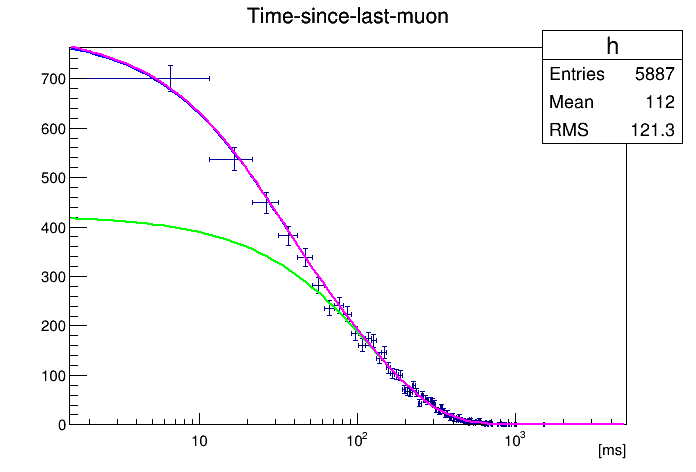 Time-since-last-muon
h
Entries 5887
Mean 112
RMS 121.3
700
600
500
400
300
200
100
0
10 10² 10³
[ms]